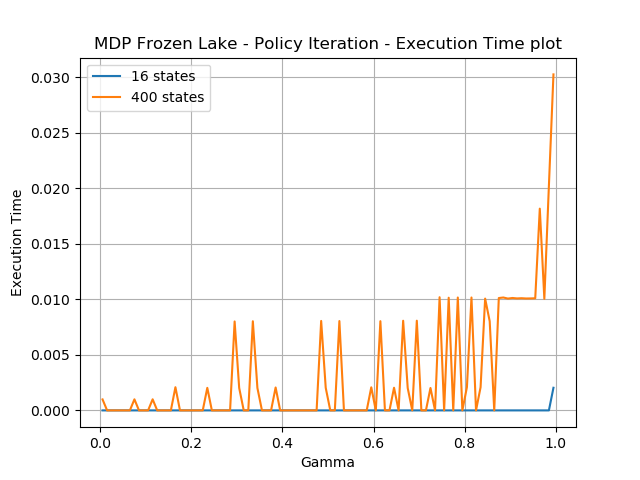 MDP Frozen Lake - Policy Iteration - Execution Time plot
16 states
400 states
0.030
0.025
0.020
0.015
0.010
0.005
0.000
Execution Time
0.0 0.2 0.4 0.6 0.8 1.0
Gamma